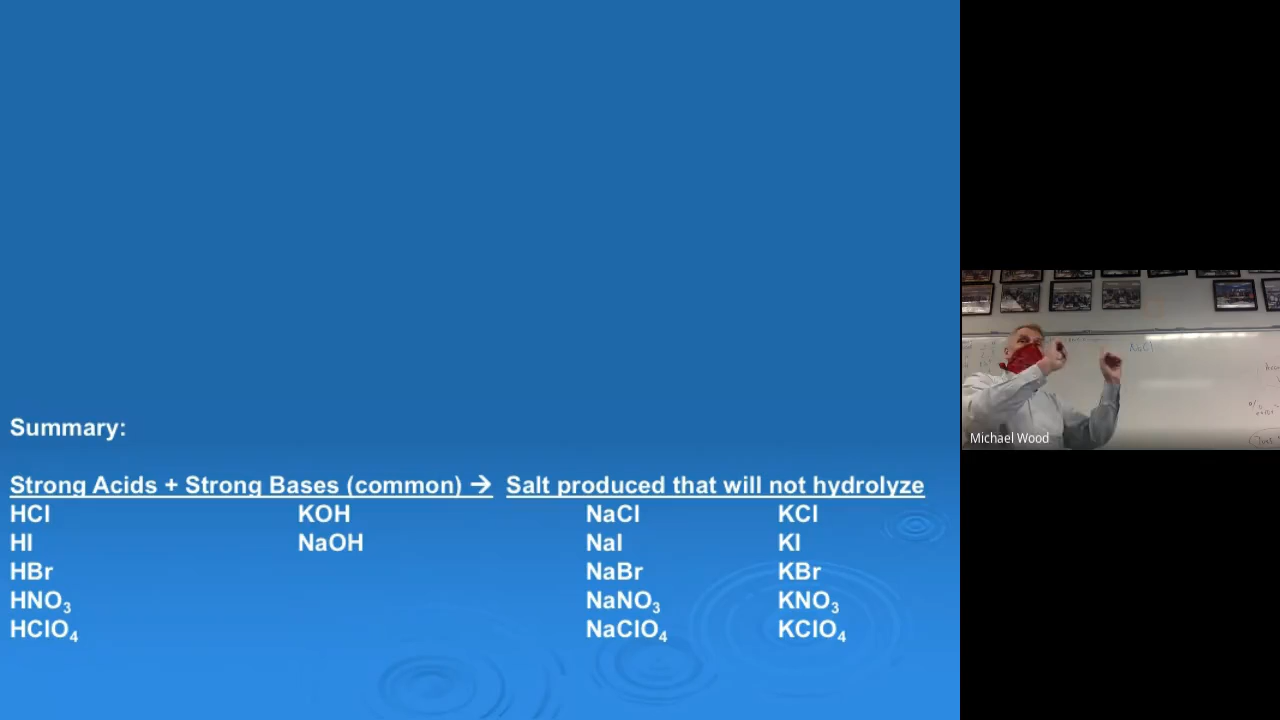 Summary:
Strong Acids + Strong Bases (common) → Salt produced that will not hydrolyze
HCl KOH NaCl KCl
HI NaOH NaI KI
HBr NaBr KBr
HNO₃ NaNO₃ KNO₃
HClO₄ NaClO₄ KClO₄
NaCl
Michael Wood